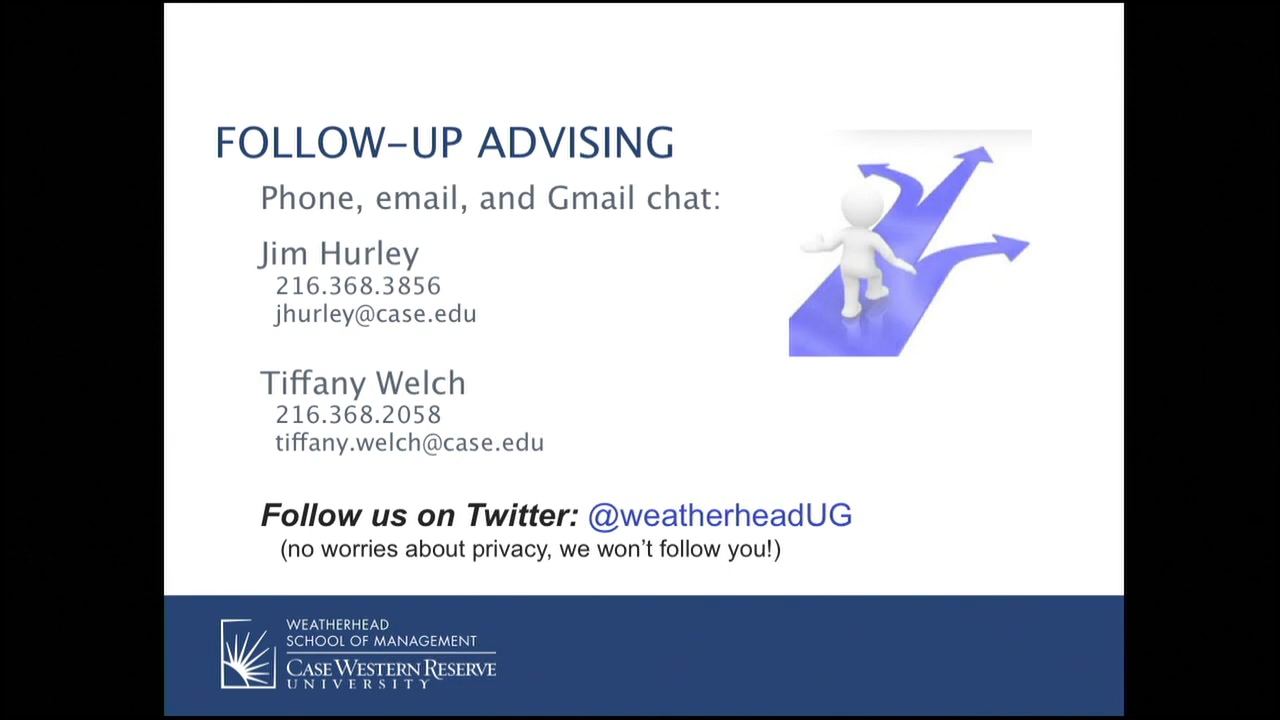 FOLLOW-UP ADVISING
Phone, email, and Gmail chat:
Jim Hurley
216.368.3856
jhurley@case.edu
Tiffany Welch
216.368.2058
tiffany.welch@case.edu
Follow us on Twitter: @weatherheadUG
(no worries about privacy, we won't follow you!)
WEATHERHEAD
SCHOOL OF MANAGEMENT
CASE WESTERN RESERVE
UNIVERSITY